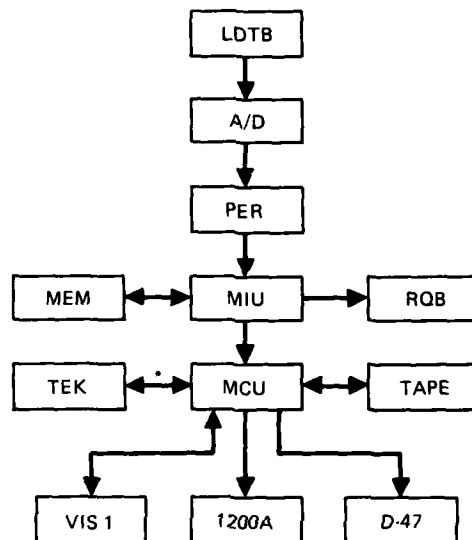 LDTB
A/D
PER
MEM MIU RQB
TEK * MCU TAPE
VIS 1 1200A D-47